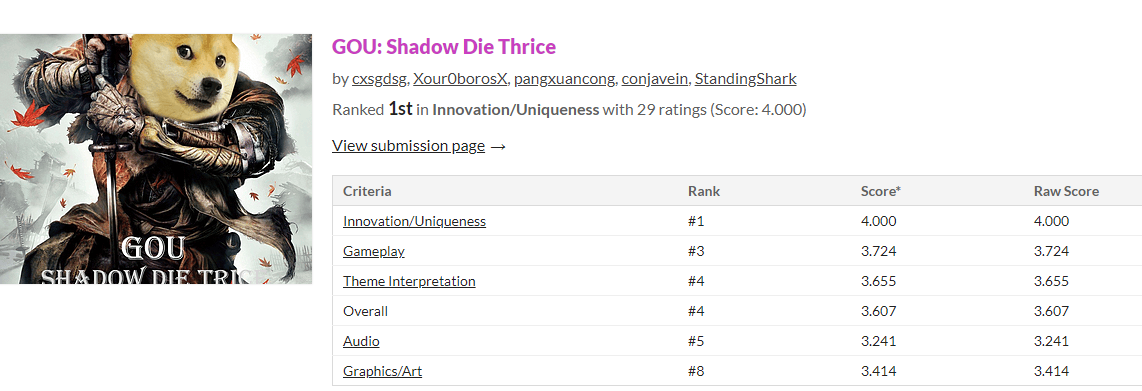 GOU: Shadow Die Thrice
by cxsgdsg, Xour0borosX, pangxuancong, conjavein, StandingShark
Ranked 1st in Innovation/Uniqueness with 29 ratings (Score: 4.000)
View submission page →
Criteria Rank Score* Raw Score
Innovation/Uniqueness #1 4.000 4.000
Gameplay #3 3.724 3.724
Theme Interpretation #4 3.655 3.655
Overall #4 3.607 3.607
Audio #5 3.241 3.241
Graphics/Art #8 3.414 3.414
GOU
SHADOW DIE